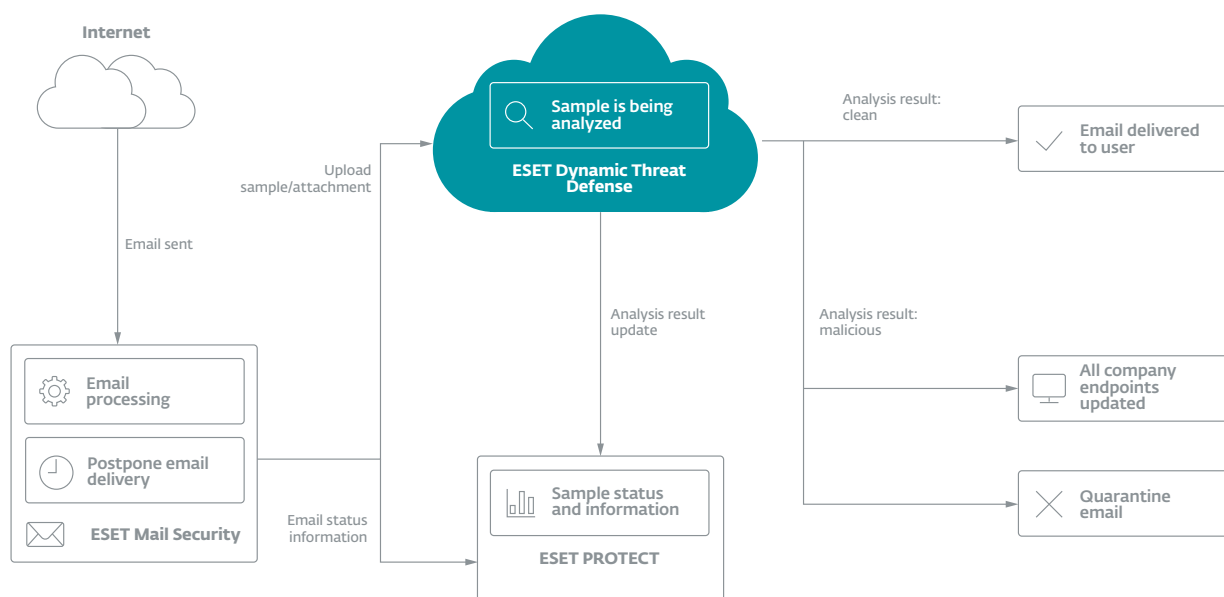 Internet
Email sent
Email
processing
Postpone email
delivery
ESET Mail Security
Upload
sample/attachment
Email status
information
Sample is being
analyzed
ESET Dynamic Threat
Defense
Analysis result
update
Sample status
and information
ESET PROTECT
Analysis result:
clean
Email delivered
to user
Analysis result:
malicious
All company
endpoints
updated
Quarantine
email